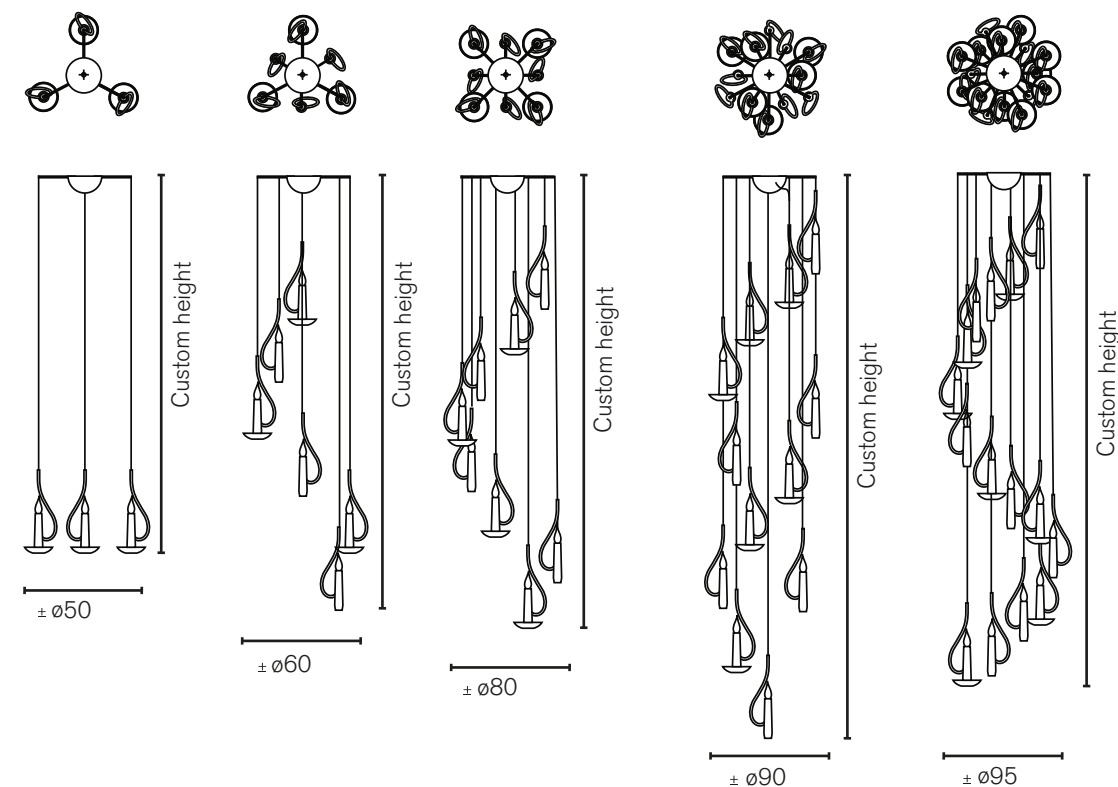 Custom height
Custom height
Custom height
Custom height
Custom height
± ø50
± ø60
± ø80
± ø90
± ø95